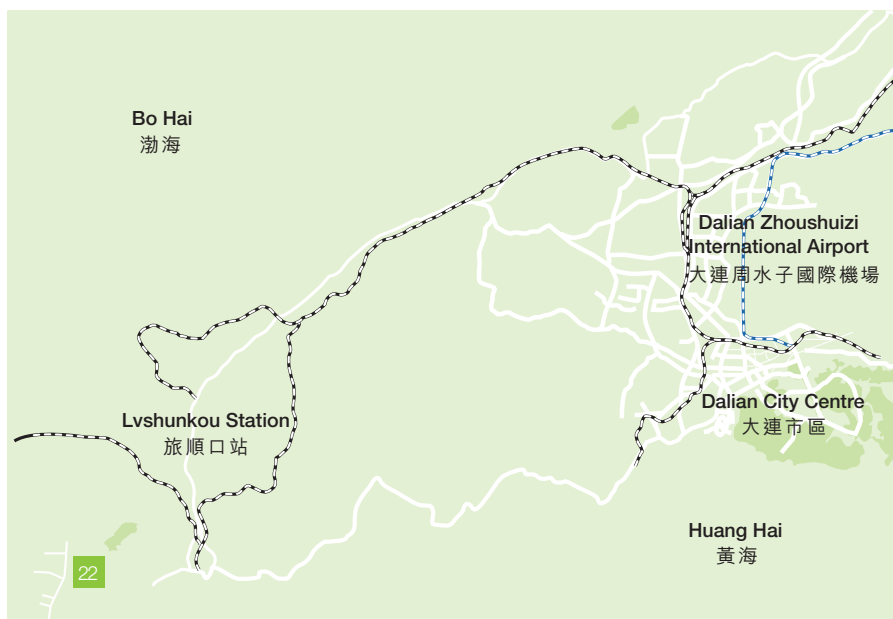 Bo Hai
渤海
Dalian Zhoushuizi
International Airport
大連周水子國際機場
Lvshunkou Station
旅順口站
Dalian City Centre
大連市區
Huang Hai
黃海
22